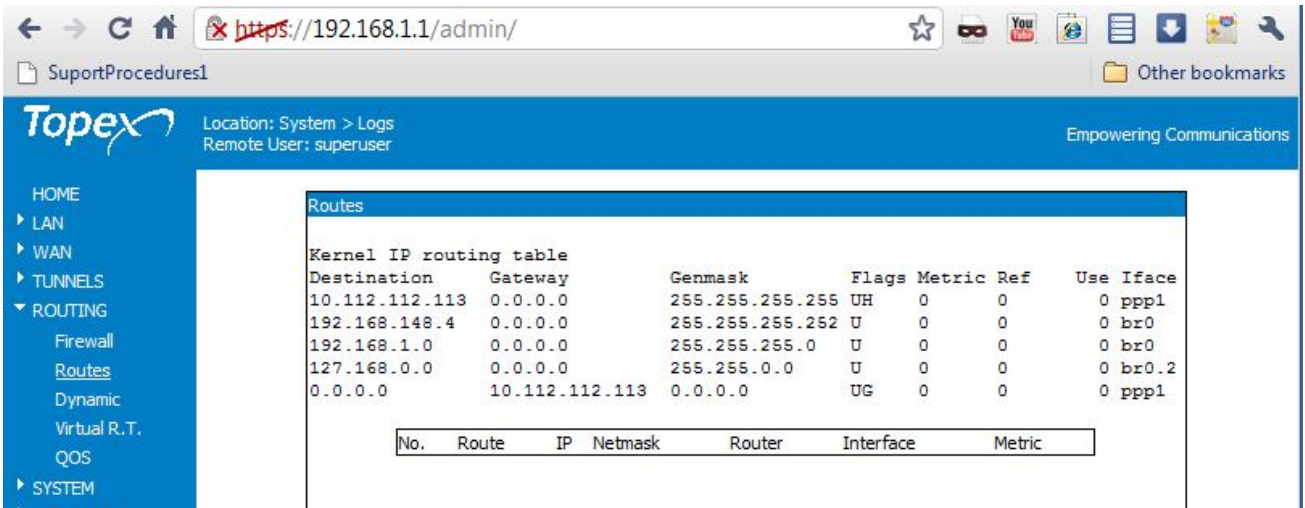 https://192.168.1.1/admin/
You Tube
SuportProcedures1
Other bookmarks
Topex
Location: System > Logs
Remote User: superuser
Empowering Communications
HOME
LAN
WAN
TUNNELS
ROUTING
Firewall
Routes
Dynamic
Virtual R.T.
QOS
SYSTEM
Routes
Kernel IP routing table
Destination Gateway Genmask Flags Metric Ref Use Iface
10.112.112.113 0.0.0.0 255.255.255.255 UH 0 0 0 ppp1
192.168.148.4 0.0.0.0 255.255.255.252 U 0 0 0 br0
192.168.1.0 0.0.0.0 255.255.255.0 U 0 0 0 br0
127.168.0.0 0.0.0.0 255.255.0.0 U 0 0 0 br0.2
0.0.0.0 10.112.112.113 0.0.0.0 UG 0 0 0 ppp1
No. Route IP Netmask Router Interface Metric